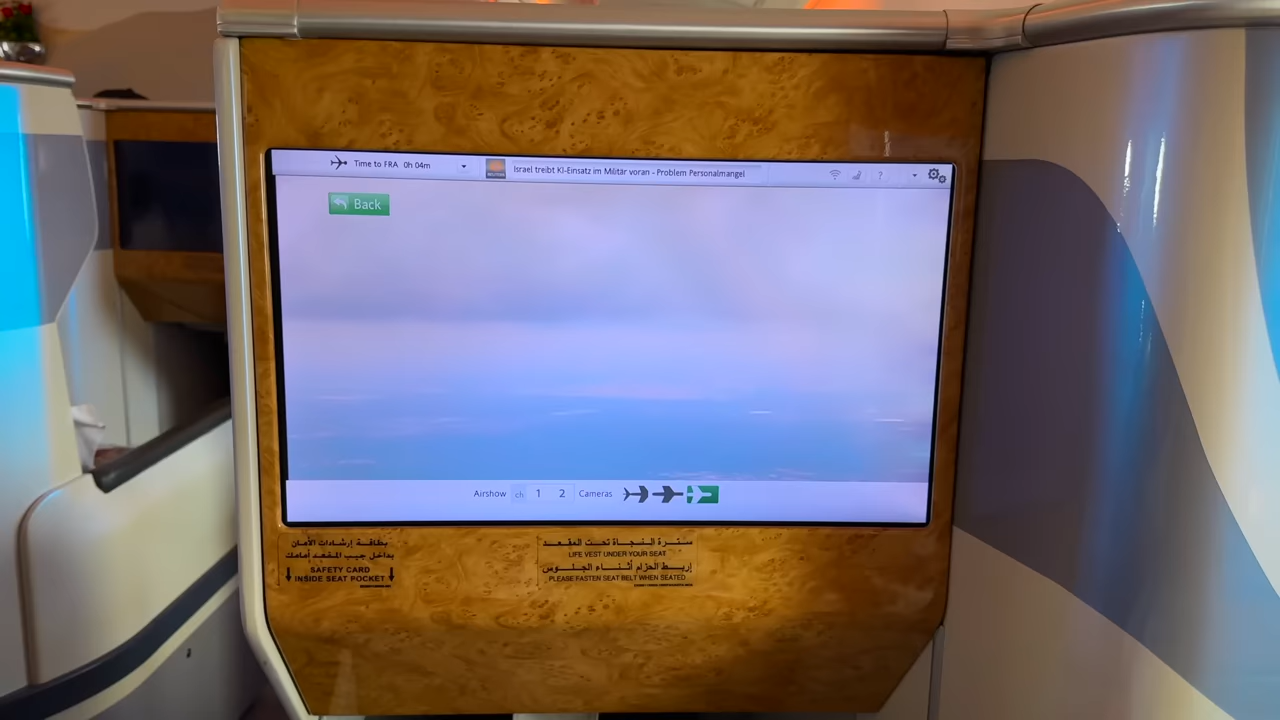 Time to FRA 0h 04m
Israel treibt KI-Einsatz im Militär voran - Problem Personalmangel
?
Back
Airshow ch 1 2 Cameras
بطاقة إرشادات الأمان
بداخل جيب المقعد أمامك
SAFETY CARD
INSIDE SEAT POCKET
سترة النجاة تحت المقعد
LIFE VEST UNDER YOUR SEAT
إربط الحزام أثناء الجلوس
PLEASE FASTEN SEAT BELT WHEN SEATED